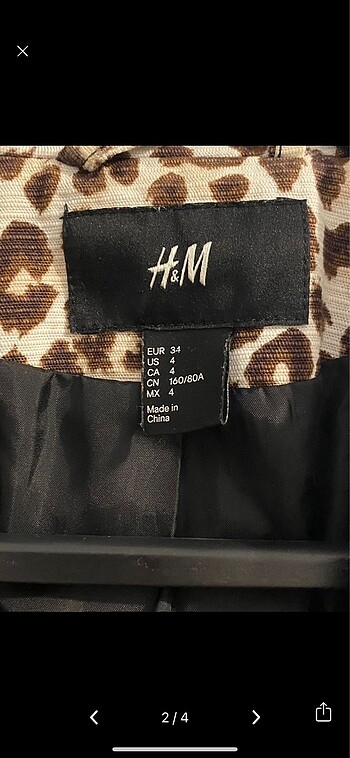 H&M
EUR 34
US 4
CA 4
CN 160/80A
MX 4
Made in
China
2/4